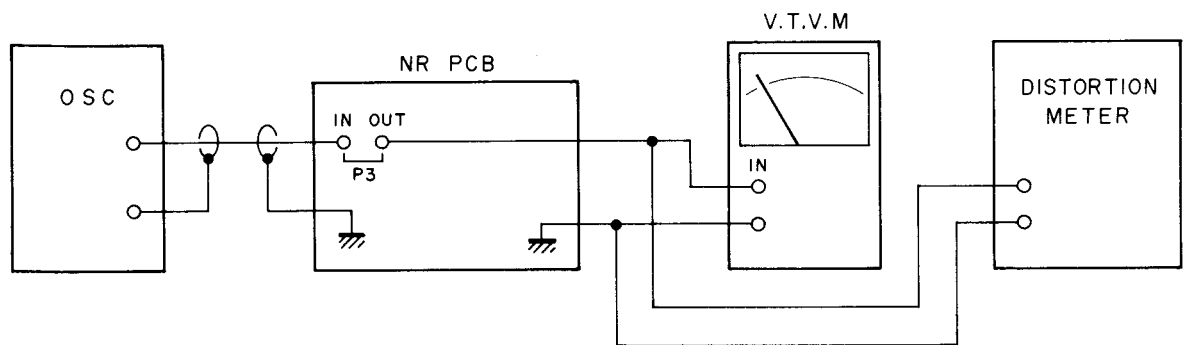 OSC
NR PCB
IN OUT
P3
V.T.V.M
IN
DISTORTION
METER